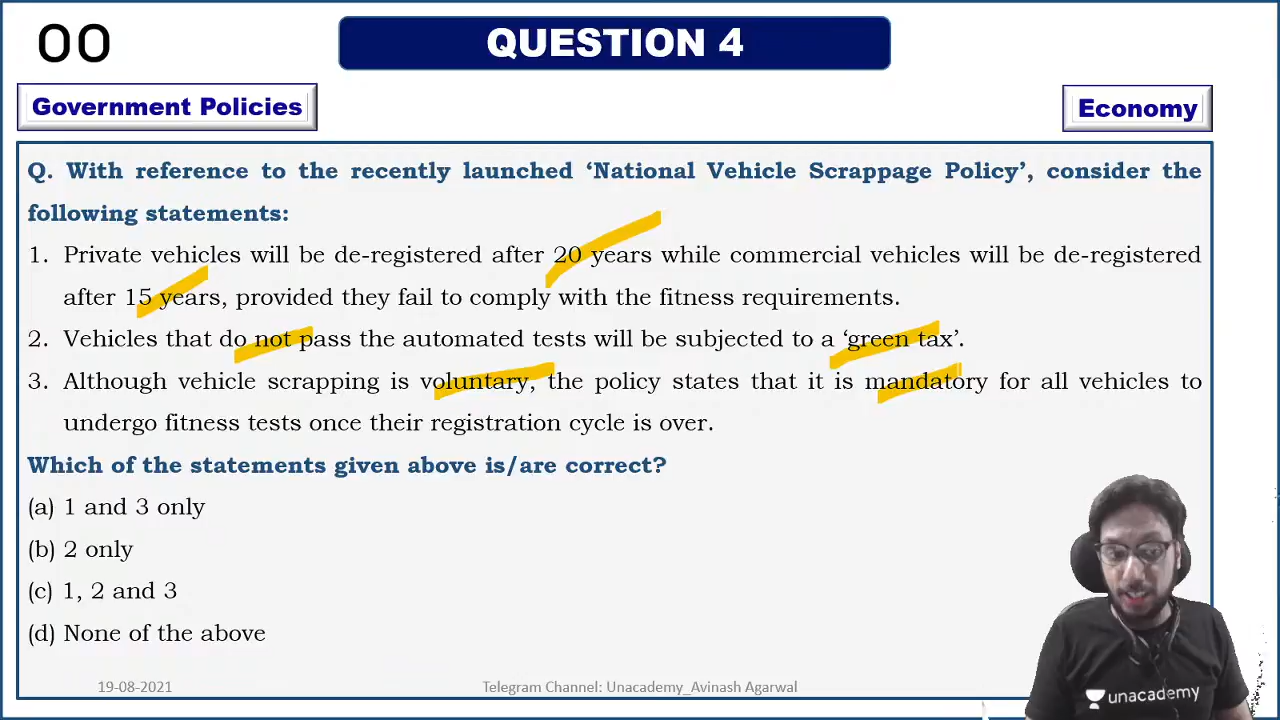 00
QUESTION 4
Government Policies
Economy
Q. With reference to the recently launched ‘National Vehicle Scrappage Policy’, consider the
following statements:
1. Private vehicles will be de-registered after 20 years while commercial vehicles will be de-registered
after 15 years, provided they fail to comply with the fitness requirements.
2. Vehicles that do not pass the automated tests will be subjected to a ‘green tax’.
3. Although vehicle scrapping is voluntary, the policy states that it is mandatory for all vehicles to
undergo fitness tests once their registration cycle is over.
Which of the statements given above is/are correct?
(a) 1 and 3 only
(b) 2 only
(c) 1, 2 and 3
(d) None of the above
19-08-2021
Telegram Channel: Unacademy_Avinash Agarwal
unacademy